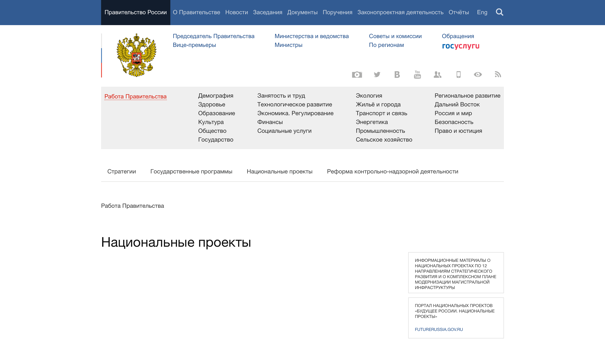 Правительство России О Правительстве Новости Заседания Документы Поручения Законопроектная деятельность Отчёты Eng
Председатель Правительства Министерства и ведомства Советы и комиссии Обращения
Вице-премьеры Министры По регионам госуслуги
Работа Правительства
Демография Занятость и труд Экология Региональное развитие
Здоровье Технологическое развитие Жильё и города Дальний Восток
Образование Экономика. Регулирование Транспорт и связь Россия и мир
Культура Финансы Энергетика Безопасность
Общество Социальные услуги Промышленность Право и юстиция
Государство Сельское хозяйство
Стратегии Государственные программы Национальные проекты Реформа контрольно-надзорной деятельности
Работа Правительства
Национальные проекты
ИНФОРМАЦИОННЫЕ МАТЕРИАЛЫ О
НАЦИОНАЛЬНЫХ ПРОЕКТАХ ПО 12
НАПРАВЛЕНИЯМ СТРАТЕГИЧЕСКОГО
РАЗВИТИЯ И О КОМПЛЕКСНОМ ПЛАНЕ
МОДЕРНИЗАЦИИ МАГИСТРАЛЬНОЙ
ИНФРАСТРУКТУРЫ
ПОРТАЛ НАЦИОНАЛЬНЫХ ПРОЕКТОВ
«БУДУЩЕЕ РОССИИ. НАЦИОНАЛЬНЫЕ
ПРОЕКТЫ»
FUTURERUSSIA.GOV.RU